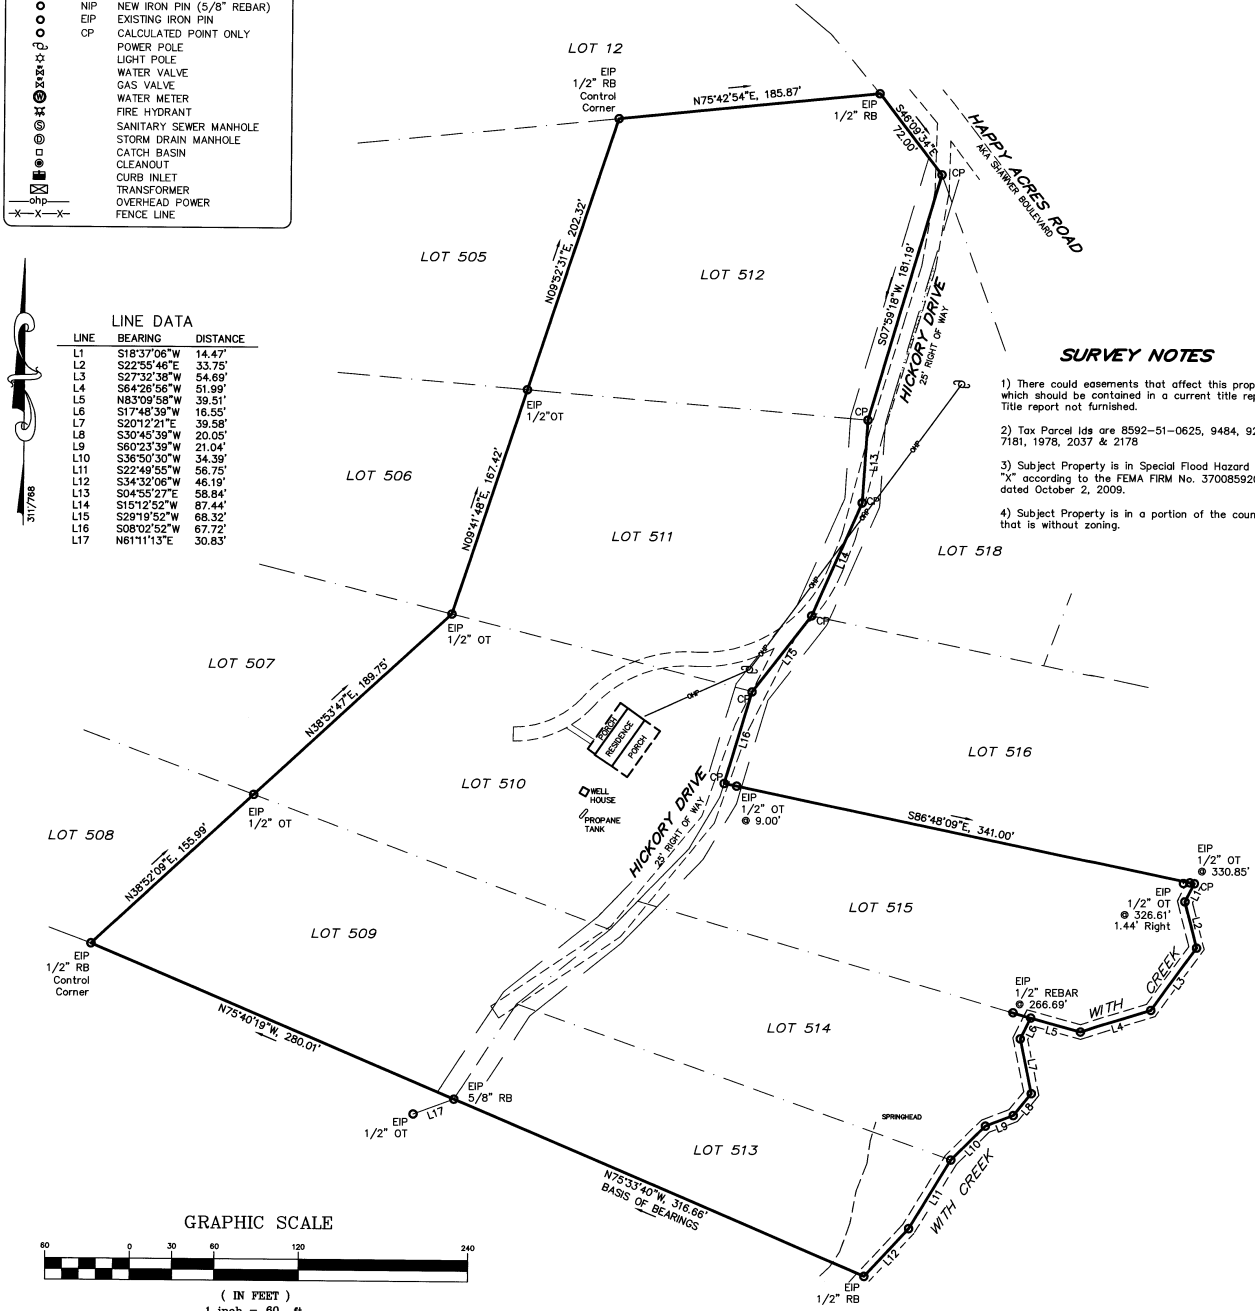 NIP NEW IRON PIN (5/8" REBAR)
EIP EXISTING IRON PIN
CP CALCULATED POINT ONLY
POWER POLE
LIGHT POLE
WATER VALVE
GAS VALVE
W WATER METER
FIRE HYDRANT
S SANITARY SEWER MANHOLE
D STORM DRAIN MANHOLE
CATCH BASIN
CLEANOUT
CURB INLET
TRANSFORMER
ohp OVERHEAD POWER
X X X FENCE LINE
311/768
LINE DATA
LINE BEARING DISTANCE
L1 S18°37'06"W 14.47'
L2 S22°55'46"E 33.75'
L3 S27°32'38"W 54.69'
L4 S64°26'56"W 51.99'
L5 N83°09'58"W 39.51'
L6 S17°48'39"W 16.55'
L7 S20°12'21"E 39.58'
L8 S30°45'39"W 20.05'
L9 S60°23'39"W 21.04'
L10 S36°50'30"W 34.39'
L11 S22°49'55"W 56.75'
L12 S34°32'06"W 46.19'
L13 S04°55'27"E 58.84'
L14 S15°12'52"W 87.44'
L15 S29°19'52"W 68.32'
L16 S08°02'52"W 67.72'
L17 N61°11'13"E 30.83'
LOT 12
EIP
1/2" RB
Control
Corner
N75°42'54"E, 185.87'
EIP
1/2" RB
S46°09'34"E
72.00'
CP
HAPPY ACRES ROAD
AKA SHAWVER BOULEVARD
LOT 505
N09°52'31"E, 202.32'
LOT 512
S07°59'18"W, 181.19'
HICKORY DRIVE
25' RIGHT OF WAY
SURVEY NOTES
1) There could easements that affect this prop
which should be contained in a current title rep
Title report not furnished.
2) Tax Parcel Ids are 8592-51-0625, 9484, 92
7181, 1978, 2037 & 2178
3) Subject Property is in Special Flood Hazard
"X" according to the FEMA FIRM No. 370085920
dated October 2, 2009.
4) Subject Property is in a portion of the coun
that is without zoning.
EIP
1/2"OT
CP
OHP
L13
CP
OHP
LOT 506
N09°41'48"E, 167.42'
LOT 511
L14
OHP
LOT 518
EIP
1/2" OT
CP
LOT 507
N38°53'47"E, 189.75'
OHP
L15
OHP
CP
PORCH
RESIDENCE
PORCH
L16
LOT 516
LOT 510
WELL
HOUSE
PROPANE
TANK
CP
EIP
1/2" OT
@ 9.00'
HICKORY DRIVE
25' RIGHT OF WAY
S86°48'09"E, 341.00'
EIP
1/2" OT
LOT 508
N38°52'09"E, 155.99'
EIP
1/2" OT
@ 330.85'
EIP
1/2" OT
@ 326.61'
1.44' Right
L1
CP
L2
LOT 515
LOT 509
EIP
1/2" RB
Control
Corner
N75°40'19"W, 280.01'
EIP
1/2" REBAR
@ 266.69'
WITH CREEK
L3
L4
L5
L6
L7
L8
L9
L10
LOT 514
EIP
5/8" RB
EIP
1/2" OT
L17
SPRINGHEAD
LOT 513
WITH CREEK
L11
L12
N75°33'40"W, 316.66'
BASIS OF BEARINGS
EIP
1/2" RB
GRAPHIC SCALE
60 0 30 60 120 240
( IN FEET )
1 inch = 60 ft.